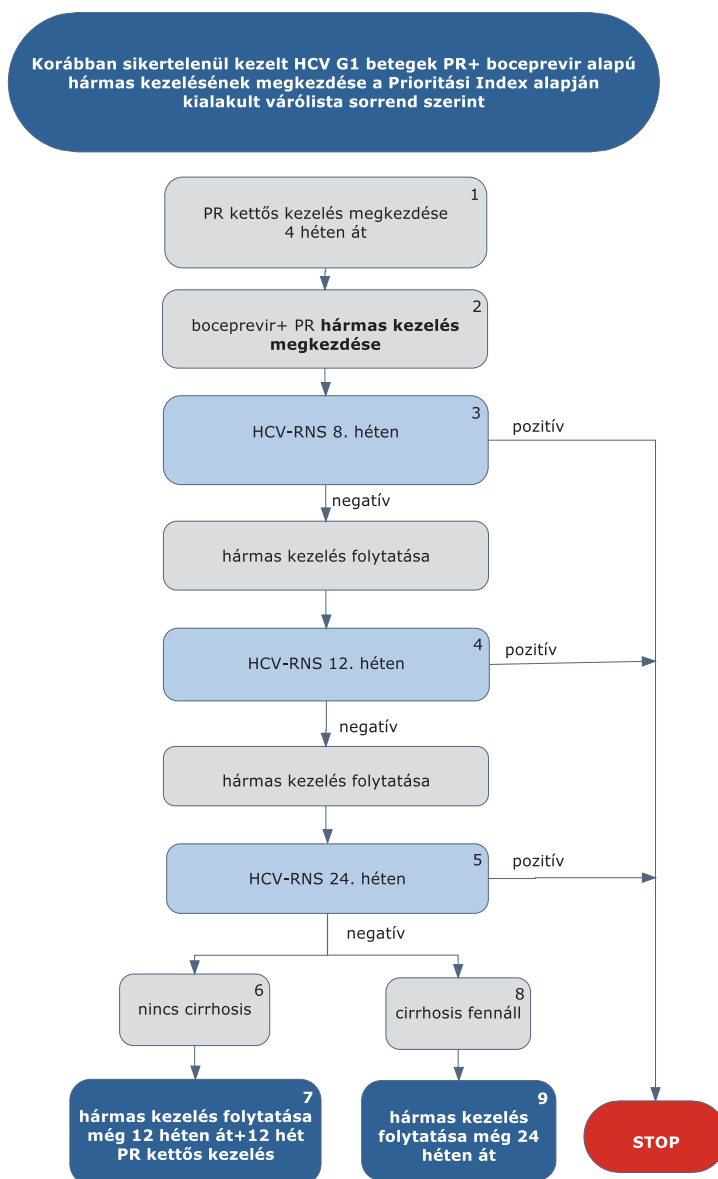 Korábban sikertelenül kezelt HCV G1 betegek PR+ boceprevir alapú
hármas kezelésének megkezdése a Prioritási Index alapján
kialakult várólista sorrend szerint
1
PR kettős kezelés megkezdése
4 héten át
2
boceprevir+ PR hármas kezelés
megkezdése
3
HCV-RNS 8. héten
pozitív
negatív
hármas kezelés folytatása
4
HCV-RNS 12. héten
pozitív
negatív
hármas kezelés folytatása
5
HCV-RNS 24. héten
pozitív
negatív
6
nincs cirrhosis
8
cirrhosis fennáll
7
hármas kezelés folytatása
még 12 héten át+12 hét
PR kettős kezelés
9
hármas kezelés
folytatása még 24
héten át
STOP